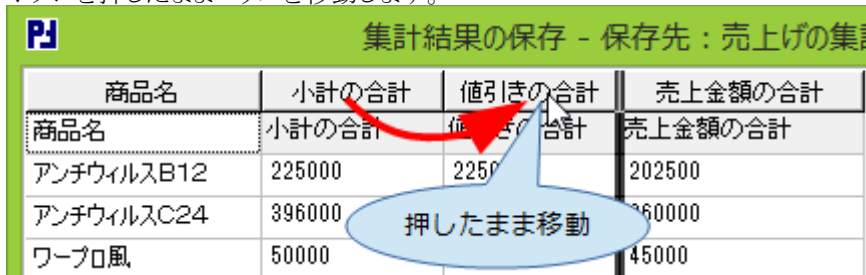 集計結果の保存 - 保存先：売上げの集
商品名 小計の合計 値引きの合計 売上金額の合計
商品名 小計の合計 売上金額の合計
アンチウィルスB12 225000 202500
アンチウィルスC24 396000
ワープロ風 50000 45000
押したまま移動